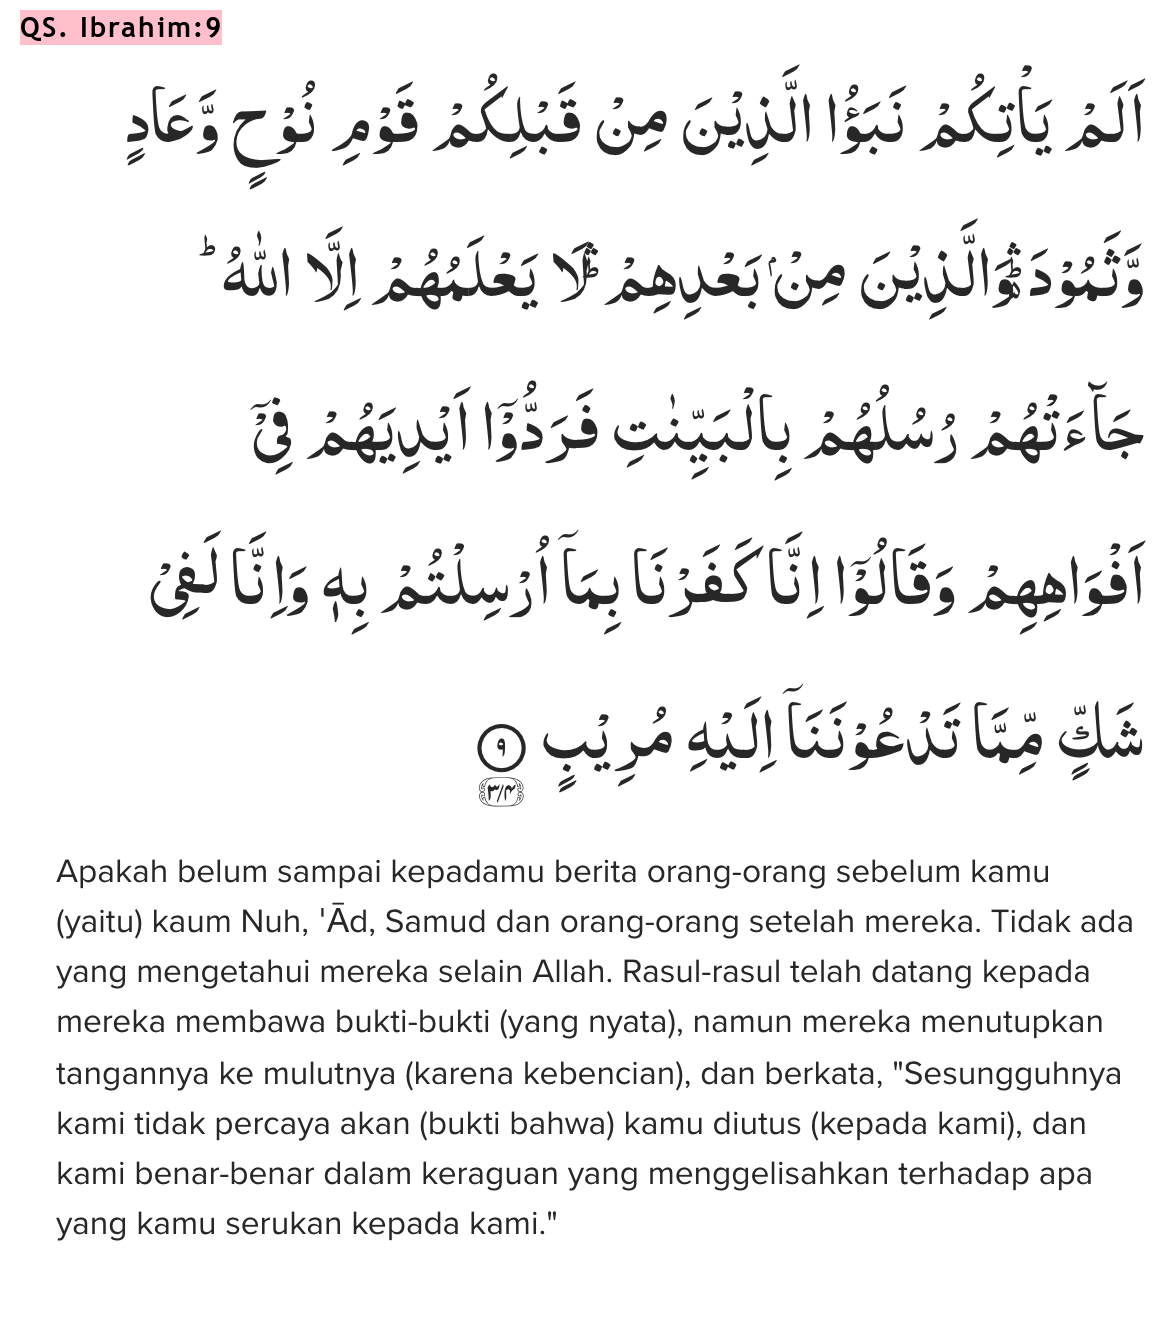 QS. Ibrahim:9
اَلَمْ يَأْتِكُمْ نَبَؤُا الَّذِيْنَ مِنْ قَبْلِكُمْ قَوْمِ نُوْحٍ وَّعَادٍ
وَّثَمُوْدَ ۛوَالَّذِيْنَ مِنْۢ بَعْدِهِمْ ۛلَا يَعْلَمُهُمْ اِلَّا اللّٰهُ ۗ
جَاۤءَتْهُمْ رُسُلُهُمْ بِالْبَيِّنٰتِ فَرَدُّوْٓا اَيْدِيَهُمْ فِيْٓ
اَفْوَاهِهِمْ وَقَالُوْٓا اِنَّا كَفَرْنَا بِمَآ اُرْسِلْتُمْ بِهٖ وَاِنَّا لَفِيْ
شَكٍّ مِّمَّا تَدْعُوْنَنَآ اِلَيْهِ مُرِيْبٍ ٩
٣/٤
Apakah belum sampai kepadamu berita orang-orang sebelum kamu
(yaitu) kaum Nuh, 'Ād, Samud dan orang-orang setelah mereka. Tidak ada
yang mengetahui mereka selain Allah. Rasul-rasul telah datang kepada
mereka membawa bukti-bukti (yang nyata), namun mereka menutupkan
tangannya ke mulutnya (karena kebencian), dan berkata, "Sesungguhnya
kami tidak percaya akan (bukti bahwa) kamu diutus (kepada kami), dan
kami benar-benar dalam keraguan yang menggelisahkan terhadap apa
yang kamu serukan kepada kami."